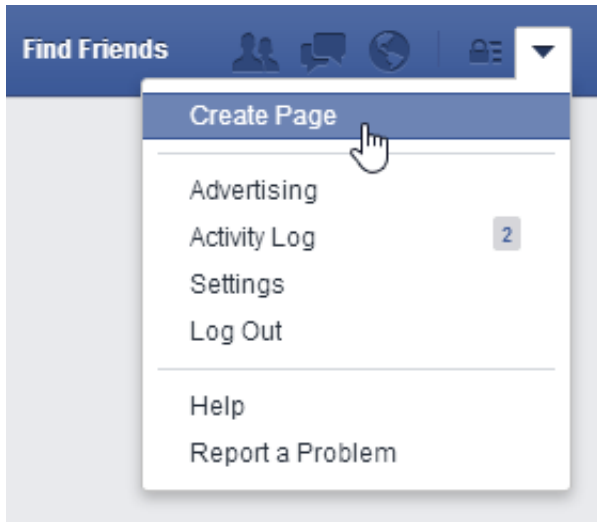 Find Friends
Create Page
Advertising
Activity Log 2
Settings
Log Out
Help
Report a Problem